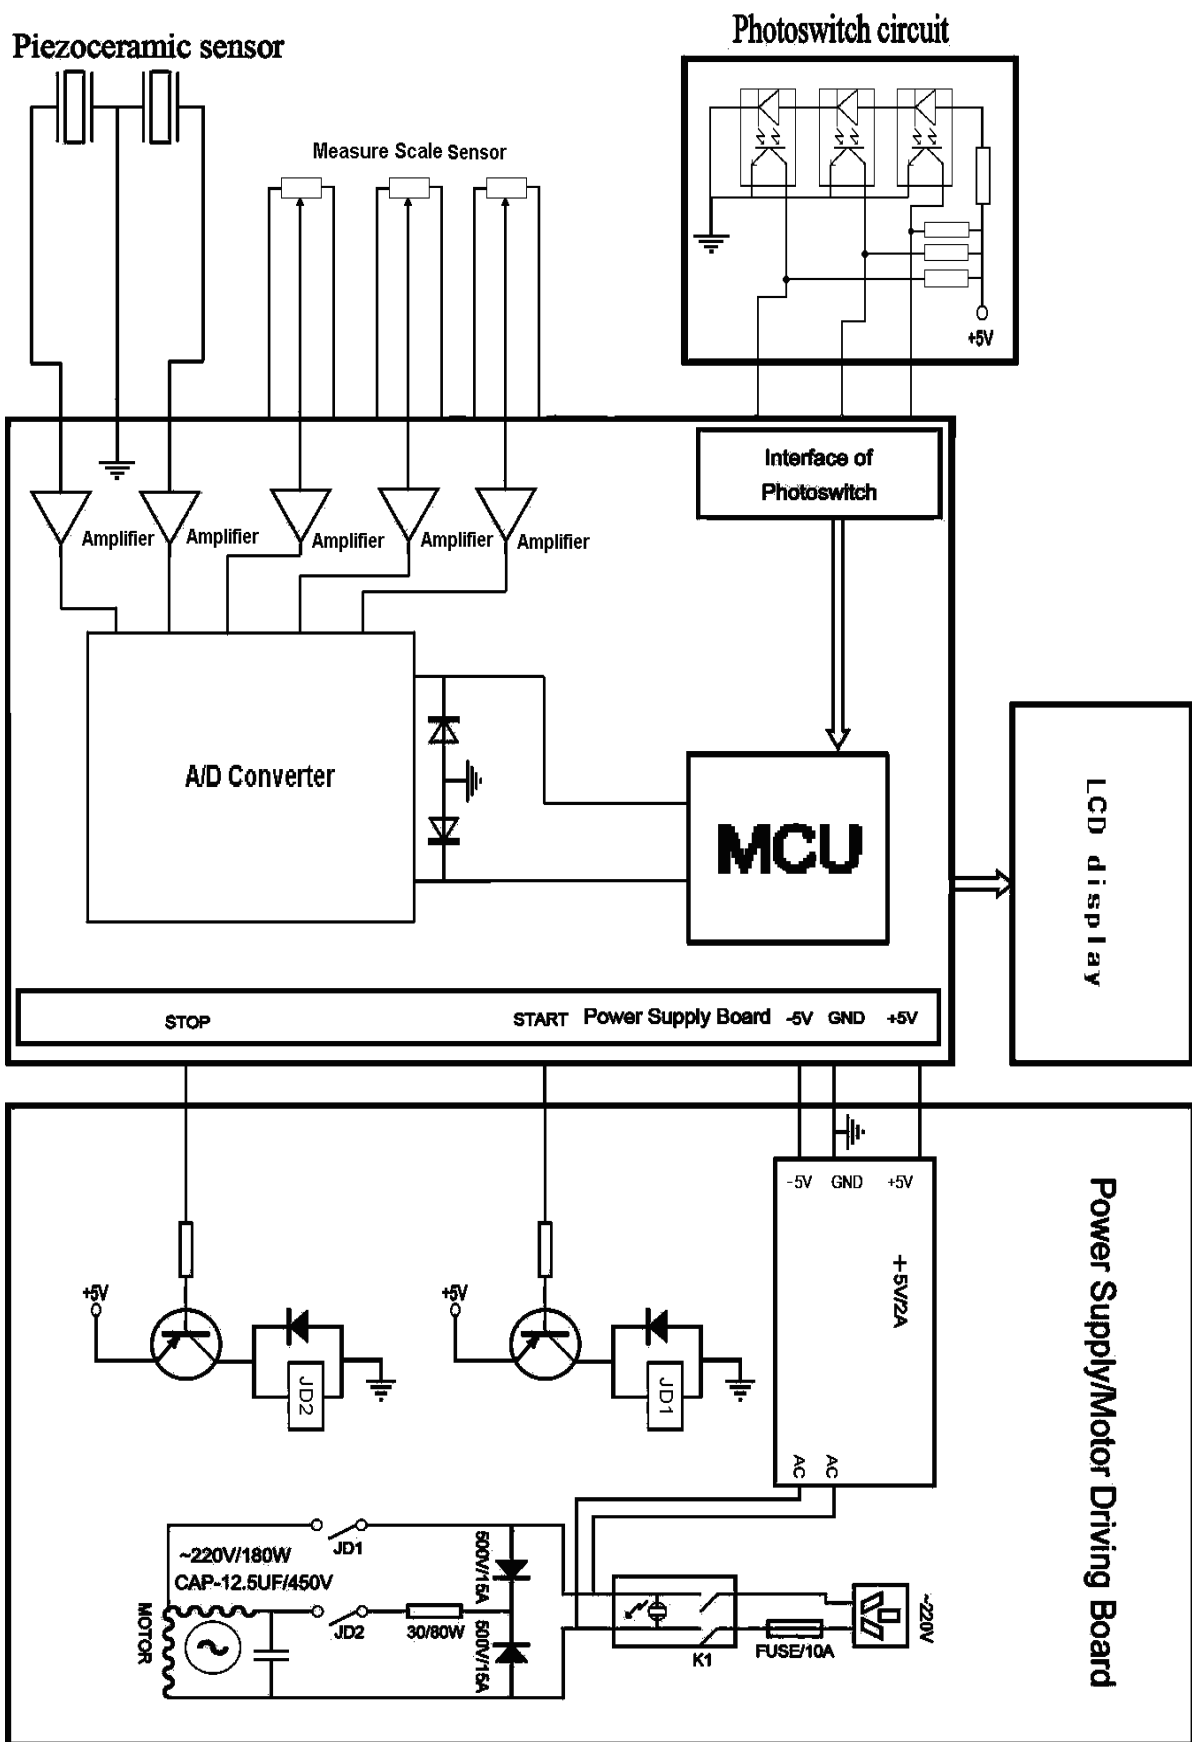 Piezoceramic sensor
Photoswitch circuit
Measure Scale Sensor
+5V
Interface of
Photoswitch
Amplifier
Amplifier
Amplifier
Amplifier
Amplifier
A/D Converter
MCU
LCD display
STOP
START
Power Supply Board
-5V
GND
+5V
-5V
GND
+5V
+5V/2A
AC
AC
+5V
JD2
+5V
JD1
Power Supply/Motor Driving Board
~220V/180W
CAP-12.5UF/450V
JD1
500V/15A
MOTOR
JD2
30/80W
500V/15A
K1
FUSE/10A
~220V